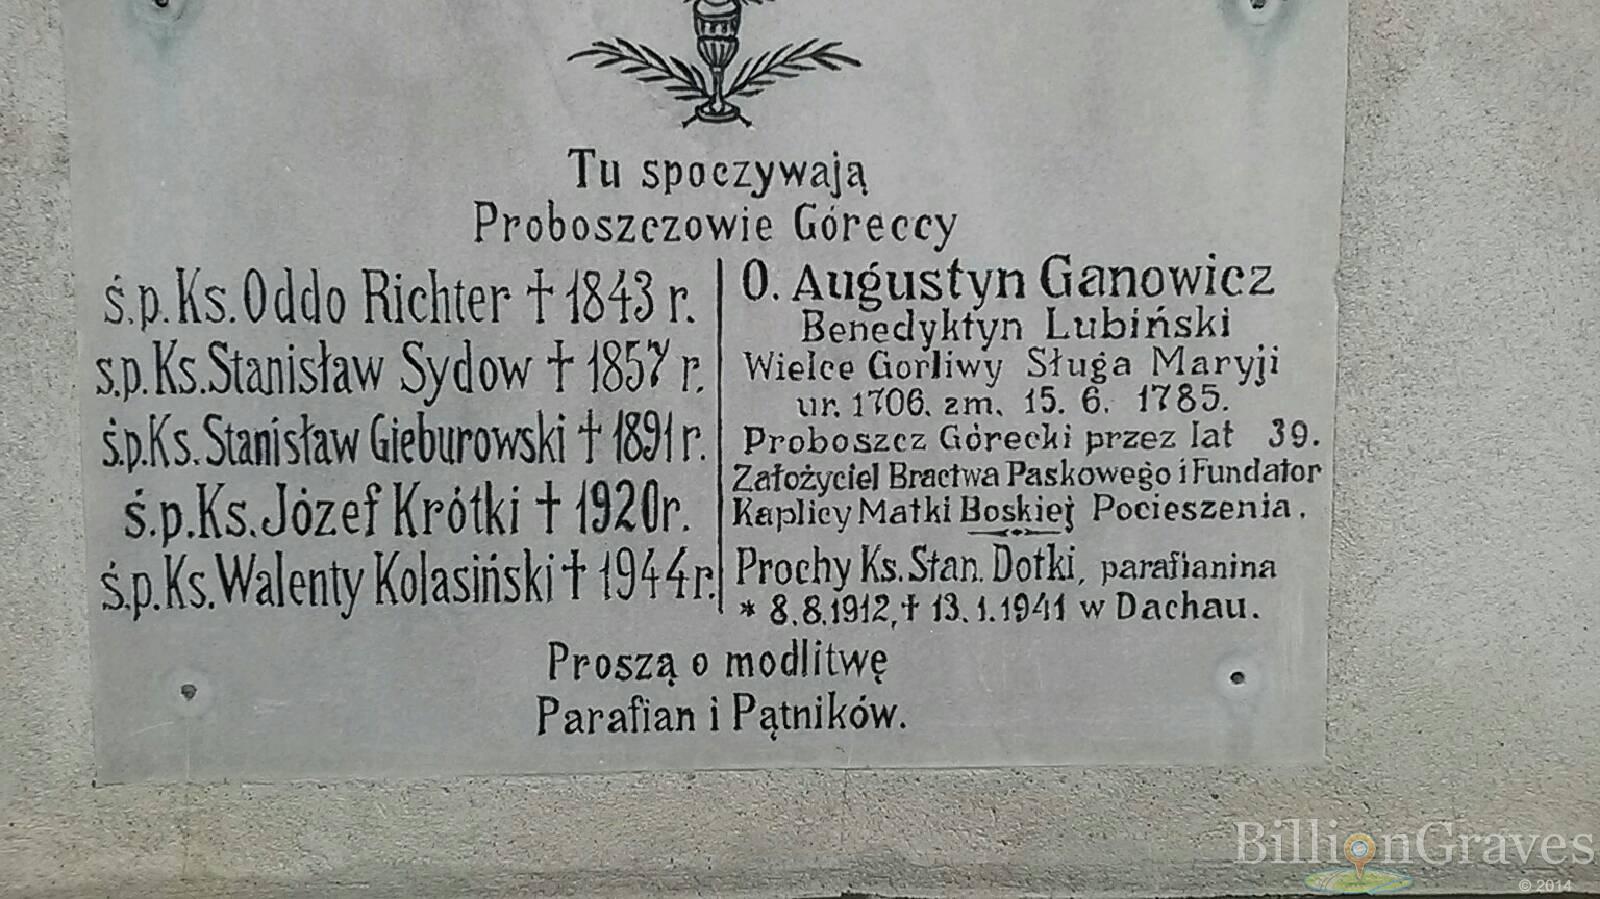 Tu spoczywają
Proboszczowie Góreccy
ś.p. Ks. Oddo Richter † 1843 r.
s.p. Ks. Stanisław Sydow † 1857 r.
ś.p. Ks. Stanisław Gieburowski † 1891 r.
ś.p. Ks. Józef Krótki † 1920 r.
ś.p. Ks. Walenty Kolasiński † 1944 r.
O. Augustyn Ganowicz
Benedyktyn Lubiński
Wielce Gorliwy Sługa Maryji
ur. 1706. zm. 15. 6. 1785.
Proboszcz Górecki przez lat 39.
Założyciel Bractwa Paskowego i Fundator
Kaplicy Matki Boskiej Pocieszenia.
Prochy Ks. Stan. Dotki, parafianina
* 8.8.1912, † 13.1.1941 w Dachau.
Proszą o modlitwę
Parafian i Pątników.
BillionGraves
© 2014